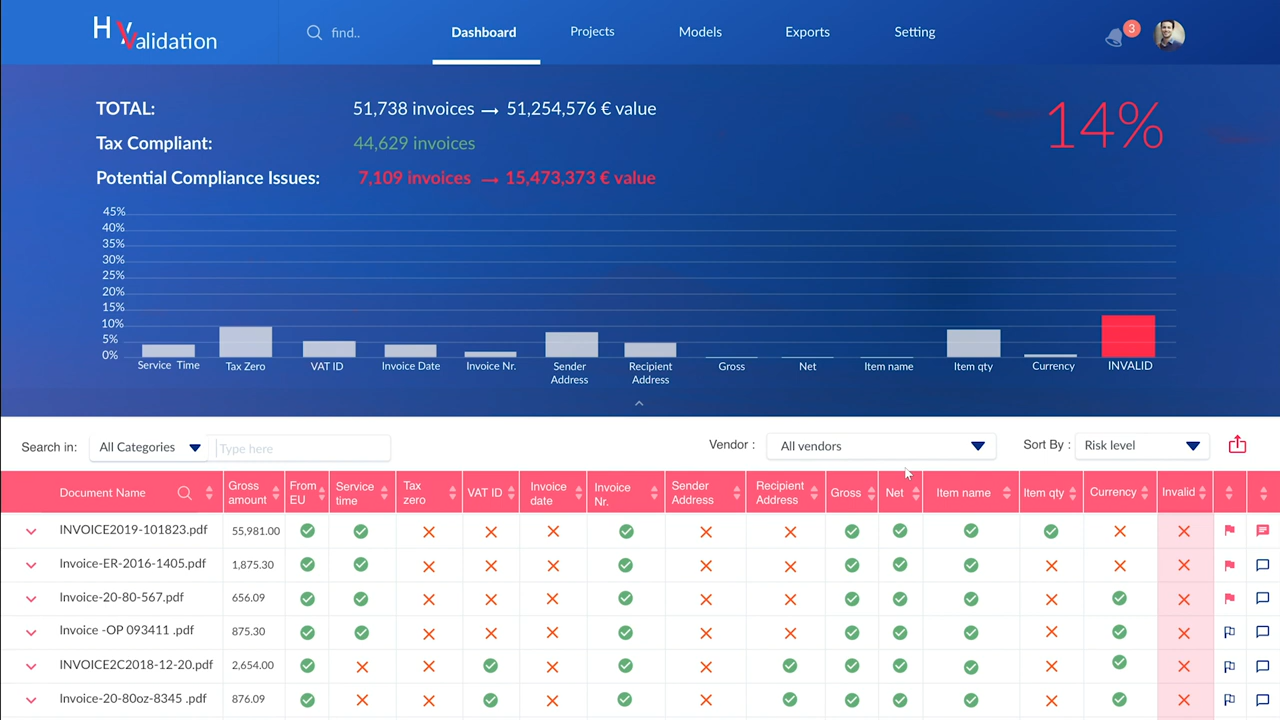 HyValidation
find..
Dashboard
Projects
Models
Exports
Setting
3
TOTAL: 51,738 invoices → 51,254,576 € value
14%
Tax Compliant: 44,629 invoices
Potential Compliance Issues: 7,109 invoices → 15,473,373 € value
45%
40%
35%
30%
25%
20%
15%
10%
5%
0%
Service Time
Tax Zero
VAT ID
Invoice Date
Invoice Nr.
Sender
Address
Recipient
Address
Gross
Net
Item name
Item qty
Currency
INVALID
Search in: All Categories Type here Vendor : All vendors Sort By : Risk level
Document Name
Gross
amount
From
EU
Service
time
Tax
zero
VAT ID
Invoice
date
Invoice
Nr.
Sender
Address
Recipient
Address
Gross
Net
Item name
Item qty
Currency
Invalid
INVOICE2019-101823.pdf 55,981.00
Invoice-ER-2016-1405.pdf 1,875.30
Invoice-20-80-567.pdf 656.09
Invoice -OP 093411 .pdf 875.30
INVOICE2C2018-12-20.pdf 2,654.00
Invoice-20-80oz-8345 .pdf 876.09